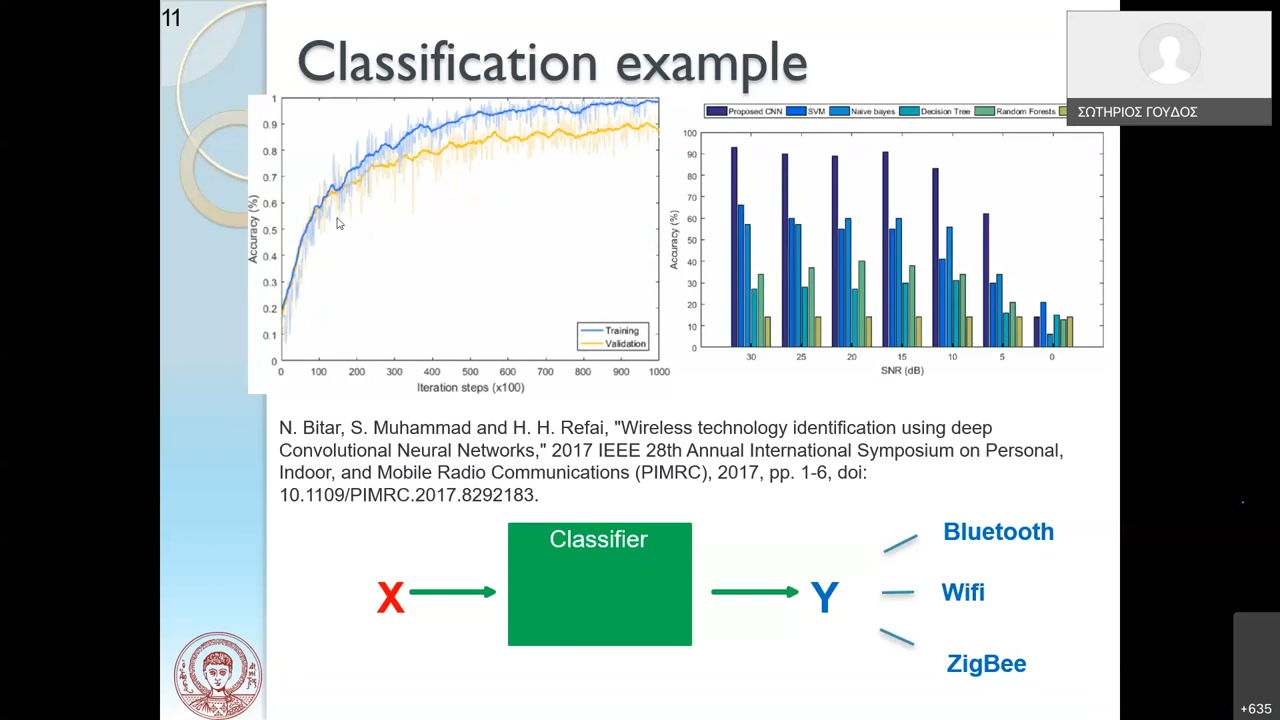 11
Classification example
ΣΩΤΗΡΙΟΣ ΓΟΥΔΟΣ
1
0.9
0.8
0.7
0.6
0.5
0.4
0.3
0.2
0.1
0
Accuracy (%)
Training
Validation
0 100 200 300 400 500 600 700 800 900 1000
Iteration steps (x100)
Proposed CNN SVM Naive bayes Decision Tree Random Forests
100
90
80
70
60
50
40
30
20
10
0
Accuracy (%)
30 25 20 15 10 5 0
SNR (dB)
N. Bitar, S. Muhammad and H. H. Refai, "Wireless technology identification using deep
Convolutional Neural Networks," 2017 IEEE 28th Annual International Symposium on Personal,
Indoor, and Mobile Radio Communications (PIMRC), 2017, pp. 1-6, doi:
10.1109/PIMRC.2017.8292183.
Classifier
X
Y
Bluetooth
Wifi
ZigBee
+635